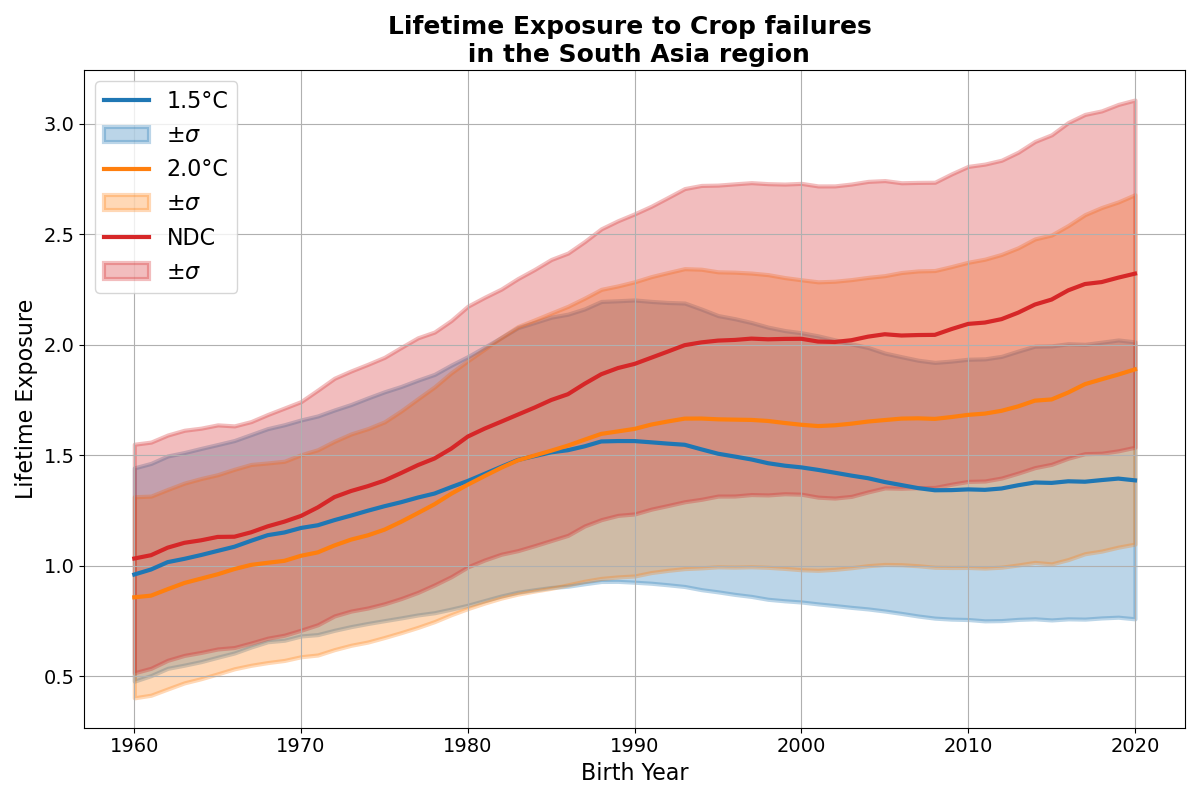 Lifetime Exposure to Crop failures
in the South Asia region
1.5°C
±σ
2.0°C
±σ
NDC
±σ
3.0
2.5
2.0
1.5
1.0
0.5
Lifetime Exposure
1960 1970 1980 1990 2000 2010 2020
Birth Year